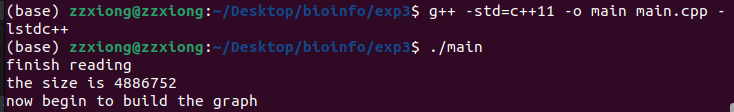 (base) zzxiong@zzxiong:~/Desktop/bioinfo/exp3$ g++ -std=c++11 -o main main.cpp -
lstdc++
(base) zzxiong@zzxiong:~/Desktop/bioinfo/exp3$ ./main
finish reading
the size is 4886752
now begin to build the graph